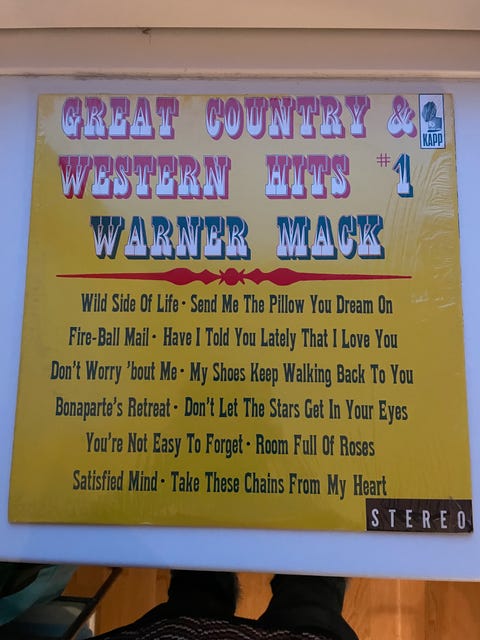 GREAT COUNTRY &
KAPP
WESTERN HITS #1
WARNER MACK
Wild Side Of Life · Send Me The Pillow You Dream On
Fire-Ball Mail · Have I Told You Lately That I Love You
Don't Worry 'bout Me · My Shoes Keep Walking Back To You
Bonaparte's Retreat · Don't Let The Stars Get In Your Eyes
You're Not Easy To Forget · Room Full Of Roses
Satisfied Mind · Take These Chains From My Heart
STEREO